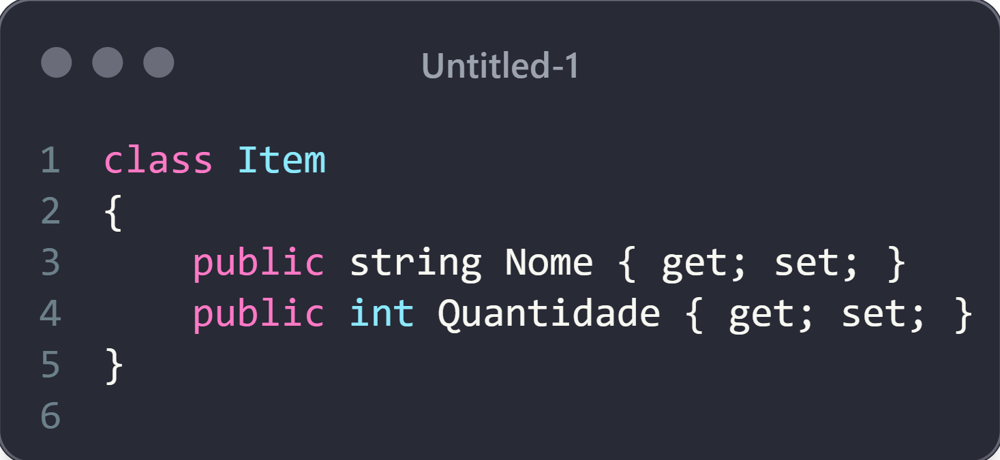 Untitled-1
1 class Item
2 {
3     public string Nome { get; set; }
4     public int Quantidade { get; set; }
5 }
6